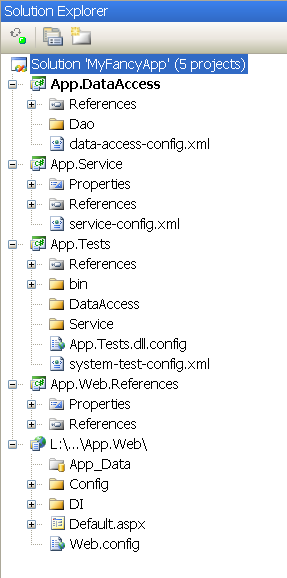 Solution Explorer
Solution 'MyFancyApp' (5 projects)
App.DataAccess
References
Dao
data-access-config.xml
App.Service
Properties
References
service-config.xml
App.Tests
References
bin
DataAccess
Service
App.Tests.dll.config
system-test-config.xml
App.Web.References
Properties
References
L:\...\App.Web\
App_Data
Config
DI
Default.aspx
Web.config